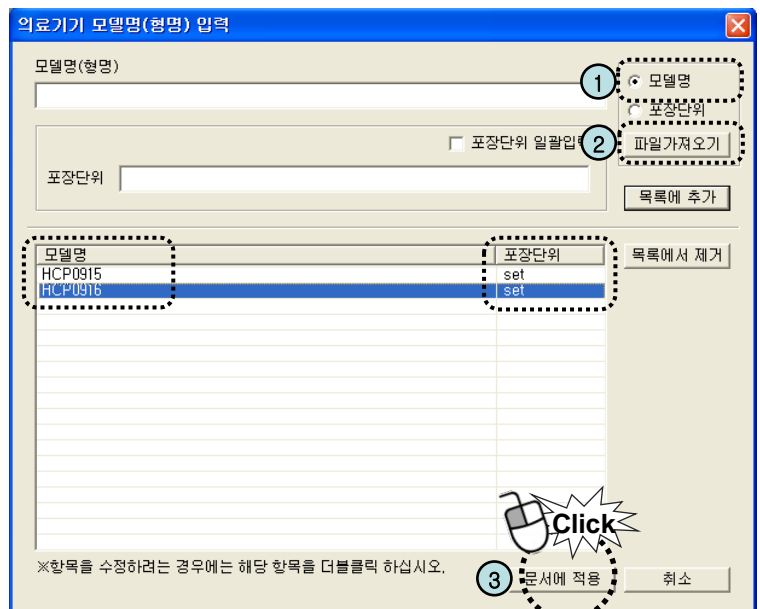 의료기기 모델명(형명) 입력
모델명(형명)
1
모델명
포장단위
포장단위 일괄입력
2
파일가져오기
포장단위
목록에 추가
모델명 포장단위
목록에서 제거
HCP0915 set
HCP0916 set
Click
※항목을 수정하려는 경우에는 해당 항목을 더블클릭 하십시오.
3
문서에 적용
취소